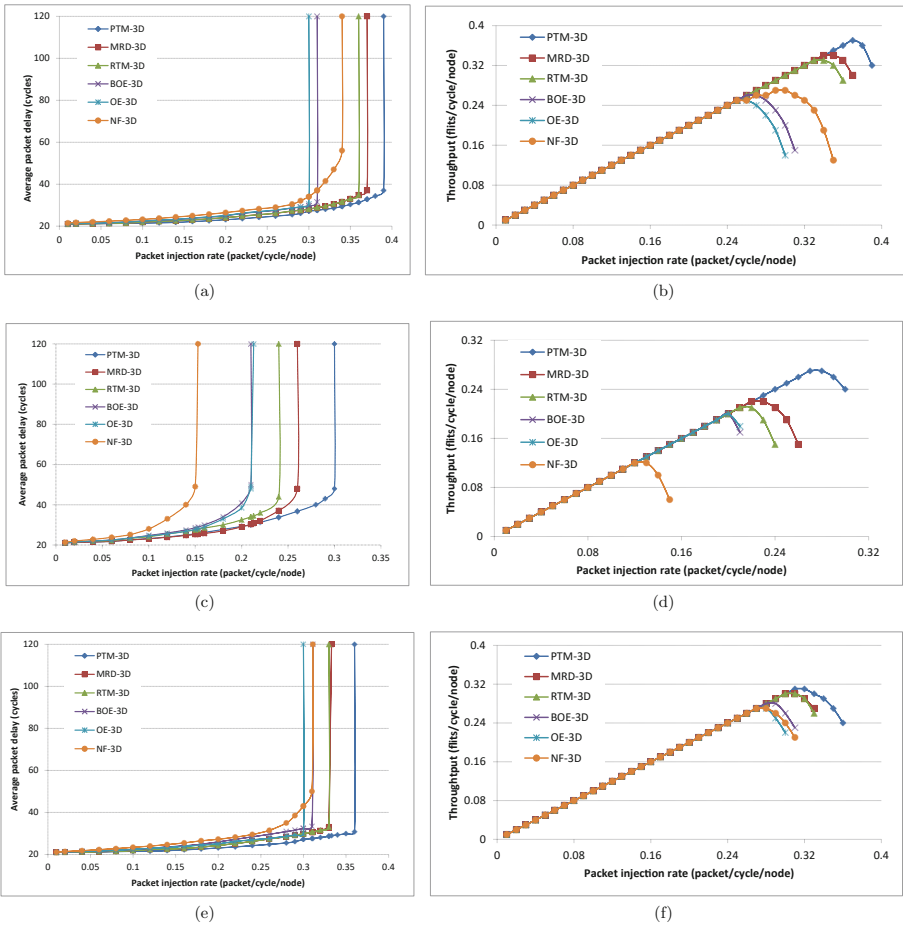 120
100
80
60
40
20
Average packet delay (cycles)
PTM-3D
MRD-3D
RTM-3D
BOE-3D
OE-3D
NF-3D
0 0.05 0.1 0.15 0.2 0.25 0.3 0.35 0.4
Packet injection rate (packet/cycle/node)
(a)
0.4
0.32
0.24
0.16
0.08
0
Throughput (flits/cycle/node)
PTM-3D
MRD-3D
RTM-3D
BOE-3D
OE-3D
NF-3D
0 0.08 0.16 0.24 0.32 0.4
Packet injection rate (packet/cycle/node)
(b)
120
100
80
60
40
20
Average packet delay (cycles)
PTM-3D
MRD-3D
RTM-3D
BOE-3D
OE-3D
NF-3D
0 0.05 0.1 0.15 0.2 0.25 0.3 0.35
Packet injection rate (packet/cycle/node)
(c)
0.32
0.24
0.16
0.08
0
Throughput (flits/cycle/node)
PTM-3D
MRD-3D
RTM-3D
BOE-3D
OE-3D
NF-3D
0 0.08 0.16 0.24 0.32
Packet injection rate (packet/cycle/node)
(d)
120
100
80
60
40
20
Average packet delay (cycles)
PTM-3D
MRD-3D
RTM-3D
BOE-3D
OE-3D
NF-3D
0 0.05 0.1 0.15 0.2 0.25 0.3 0.35 0.4
Packet injection rate (packet/cycle/node)
(e)
0.4
0.32
0.24
0.16
0.08
0
Throughtput (flits/cycle/node)
PTM-3D
MRD-3D
RTM-3D
BOE-3D
OE-3D
NF-3D
0 0.08 0.16 0.24 0.32 0.4
Packet injection rate (packet/cycle/node)
(f)